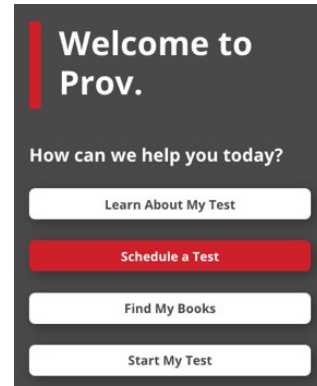 Welcome to
Prov.
How can we help you today?
Learn About My Test
Schedule a Test
Find My Books
Start My Test